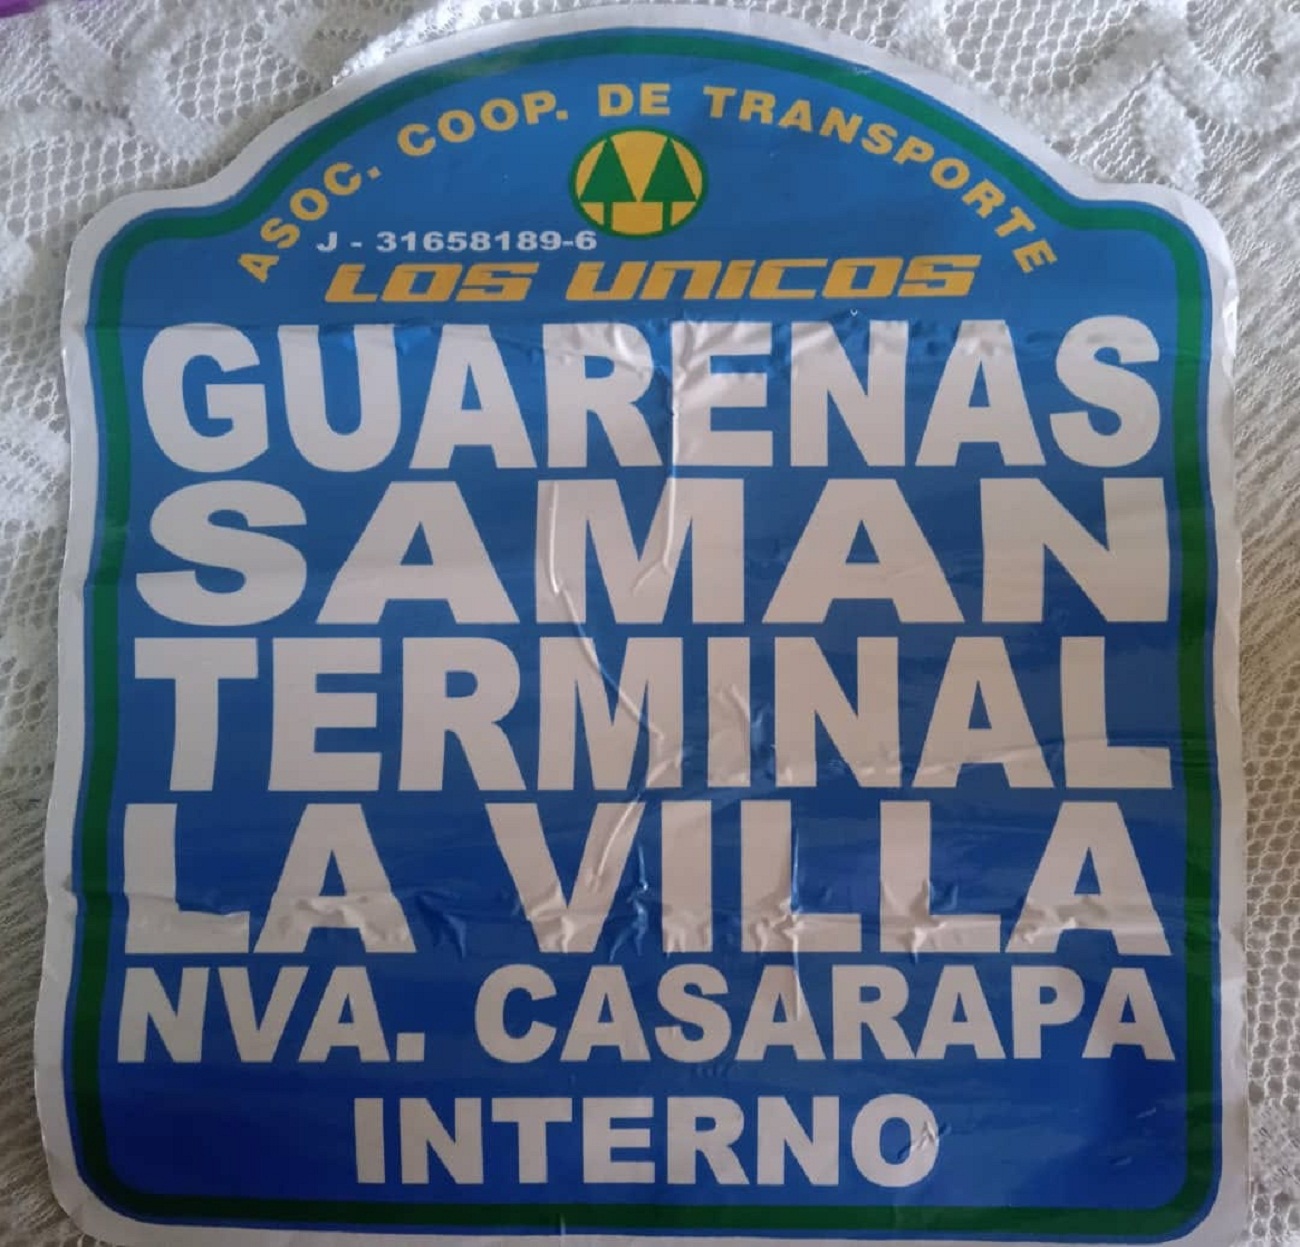 ASOC. COOP. DE TRANSPORTE
J - 31658189-6
LOS UNICOS
GUARENAS
SAMAN
TERMINAL
LA VILLA
NVA. CASARAPA
INTERNO